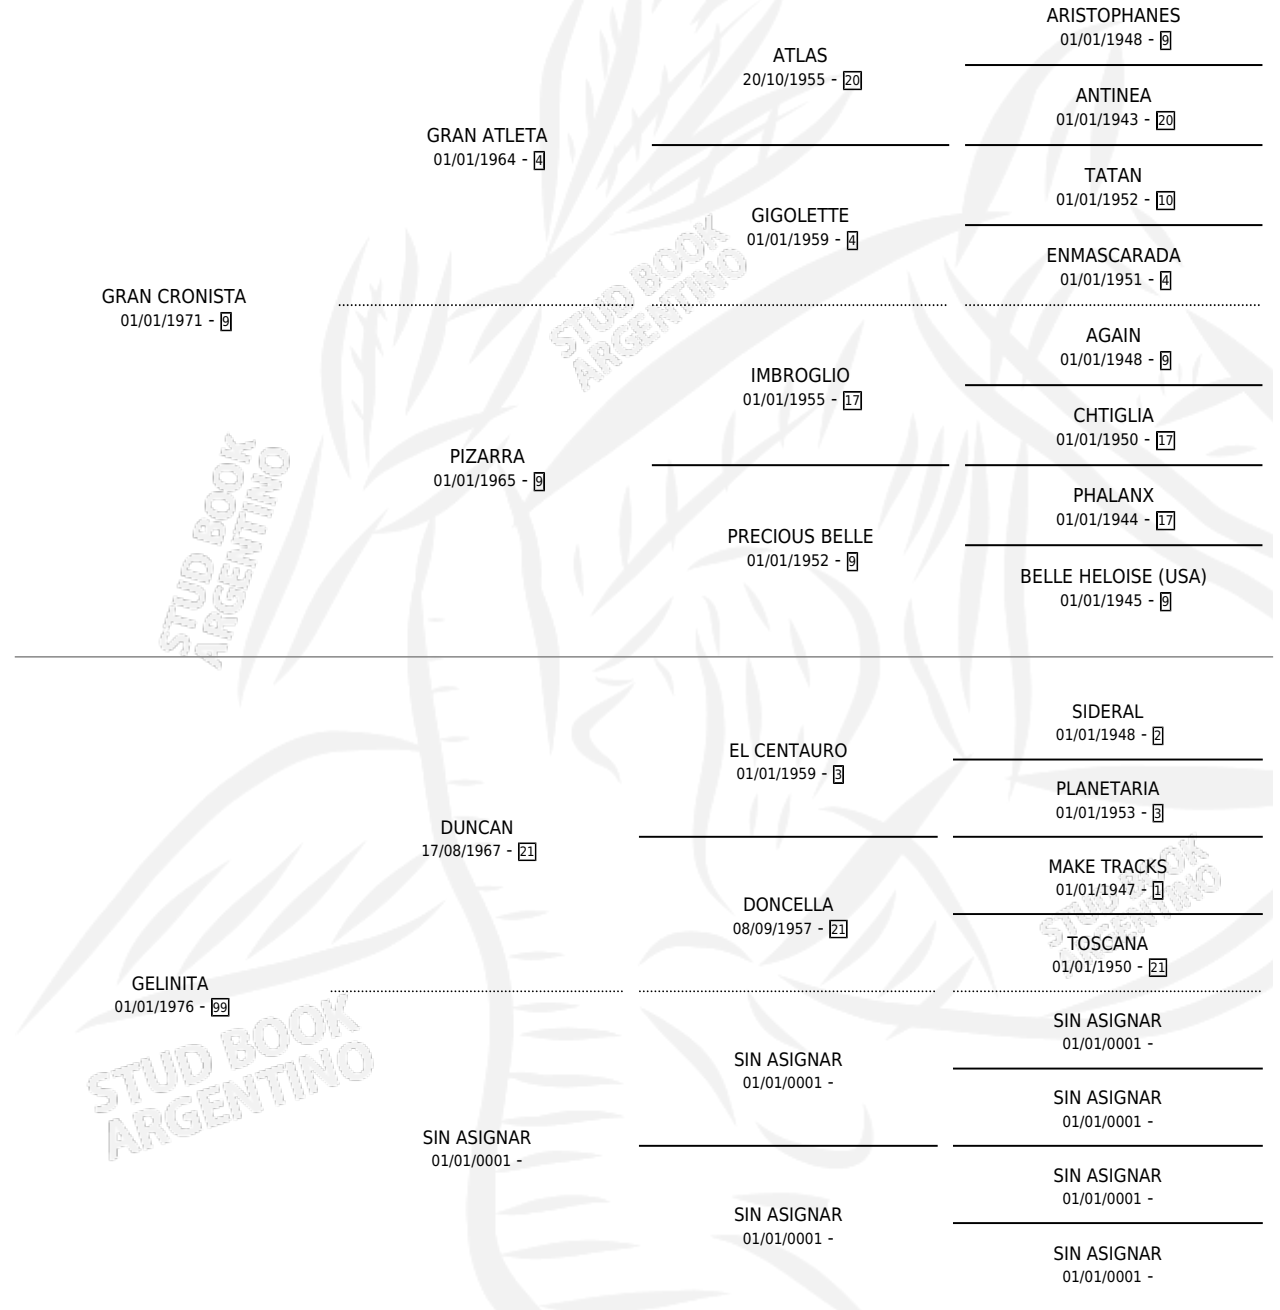 ARISTOPHANES
01/01/1948 - 9
ATLAS
20/10/1955 - 20
ANTINEA
01/01/1943 - 20
GRAN ATLETA
01/01/1964 - 4
TATAN
01/01/1952 - 10
GIGOLETTE
01/01/1959 - 4
ENMASCARADA
01/01/1951 - 4
GRAN CRONISTA
01/01/1971 - 9
AGAIN
01/01/1948 - 9
IMBROGLIO
01/01/1955 - 17
CHTIGLIA
01/01/1950 - 17
PIZARRA
01/01/1965 - 9
PHALANX
01/01/1944 - 17
PRECIOUS BELLE
01/01/1952 - 9
BELLE HELOISE (USA)
01/01/1945 - 9
STUD BOOK
ARGENTINO
STUD BOOK
ARGENTINO
SIDERAL
01/01/1948 - 2
EL CENTAURO
01/01/1959 - 3
PLANETARIA
01/01/1953 - 3
DUNCAN
17/08/1967 - 21
MAKE TRACKS
01/01/1947 - 1
DONCELLA
08/09/1957 - 21
TOSCANA
01/01/1950 - 21
GELINITA
01/01/1976 - 99
SIN ASIGNAR
01/01/0001 -
SIN ASIGNAR
01/01/0001 -
SIN ASIGNAR
01/01/0001 -
SIN ASIGNAR
01/01/0001 -
SIN ASIGNAR
01/01/0001 -
SIN ASIGNAR
01/01/0001 -
SIN ASIGNAR
01/01/0001 -
STUD BOOK
ARGENTINO
STUD BOOK
ARGENTINO